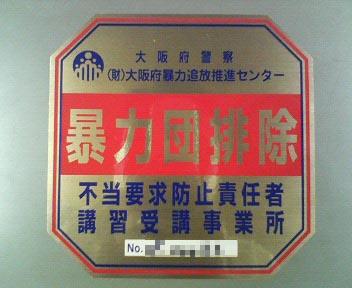 大阪府警察
(財)大阪府暴力追放推進センター
暴力団排除
不当要求防止責任者
講習受講事業所
No.